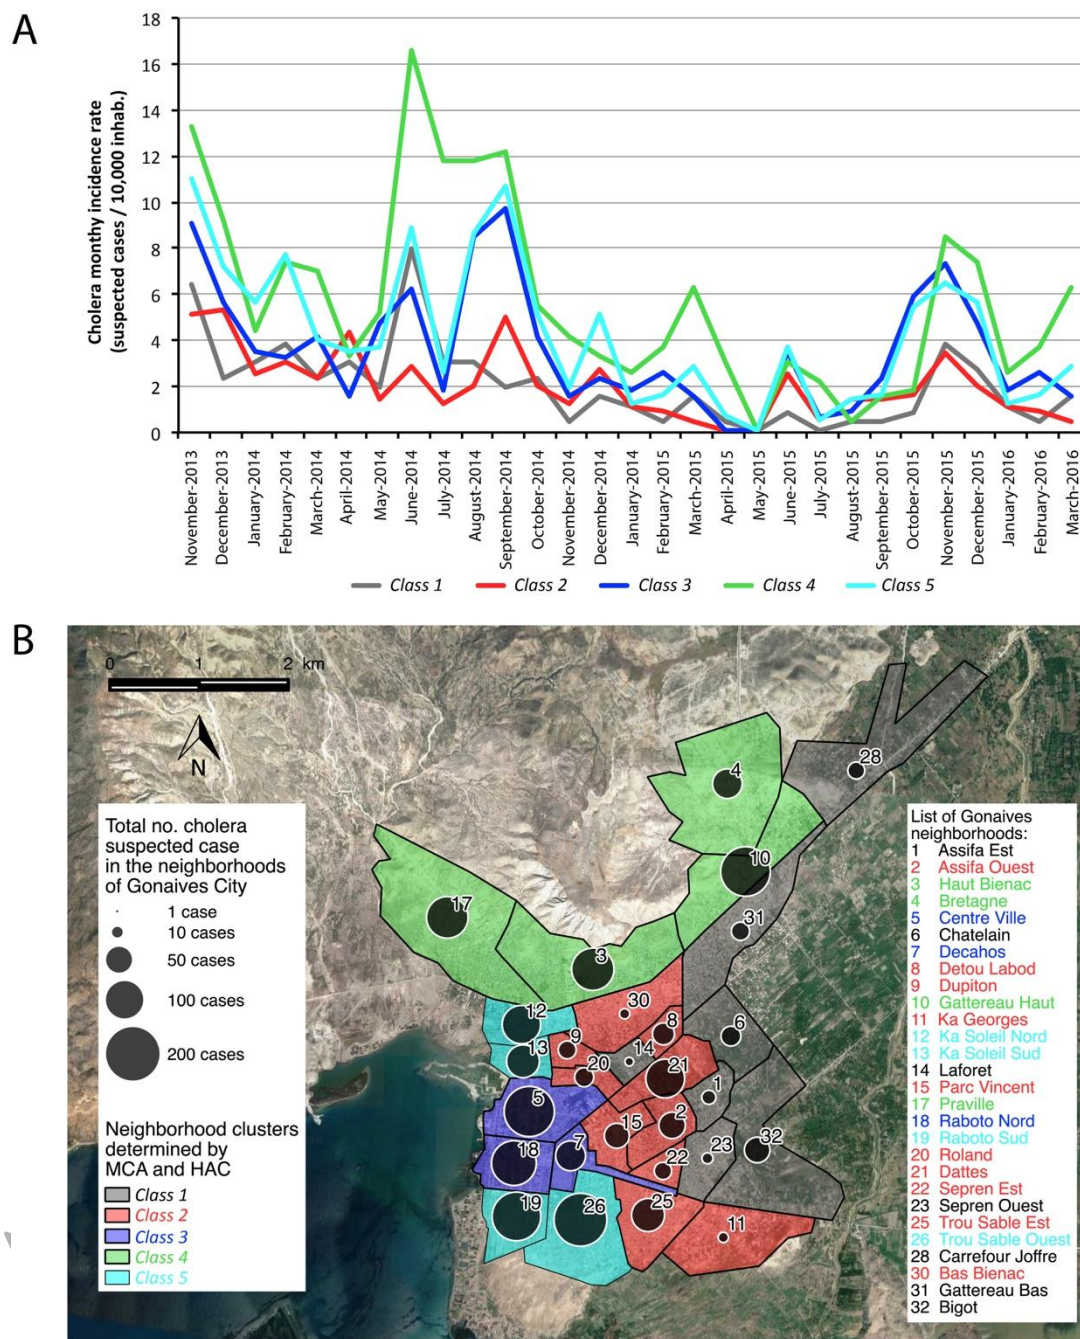 A
Cholera monthy incidence rate
(suspected cases / 10,000 inhab.)
18
16
14
12
10
8
6
4
2
0
November-2013
December-2013
January-2014
February-2014
March-2014
April-2014
May-2014
June-2014
July-2014
August-2014
September-2014
October-2014
November-2014
December-2014
January-2015
February-2015
March-2015
April-2015
May-2015
June-2015
July-2015
August-2015
September-2015
October-2015
November-2015
December-2015
January-2016
February-2016
March-2016
Class 1 Class 2 Class 3 Class 4 Class 5
B
0 1 2 km
N
Total no. cholera
suspected case
in the neighborhoods
of Gonaives City
1 case
10 cases
50 cases
100 cases
200 cases
Neighborhood clusters
determined by
MCA and HAC
Class 1
Class 2
Class 3
Class 4
Class 5
28
4
10
17
31
3
30
12
8
6
9
14
13
20
21
1
5
2
15
23
32
7
18
22
19
26
25
11
List of Gonaives
neighborhoods:
1 Assifa Est
2 Assifa Ouest
3 Haut Bienac
4 Bretagne
5 Centre Ville
6 Chatelain
7 Decahos
8 Detou Labod
9 Dupiton
10 Gattereau Haut
11 Ka Georges
12 Ka Soleil Nord
13 Ka Soleil Sud
14 Laforet
15 Parc Vincent
17 Praville
18 Raboto Nord
19 Raboto Sud
20 Roland
21 Dattes
22 Sepren Est
23 Sepren Ouest
25 Trou Sable Est
26 Trou Sable Ouest
28 Carrefour Joffre
30 Bas Bienac
31 Gattereau Bas
32 Bigot